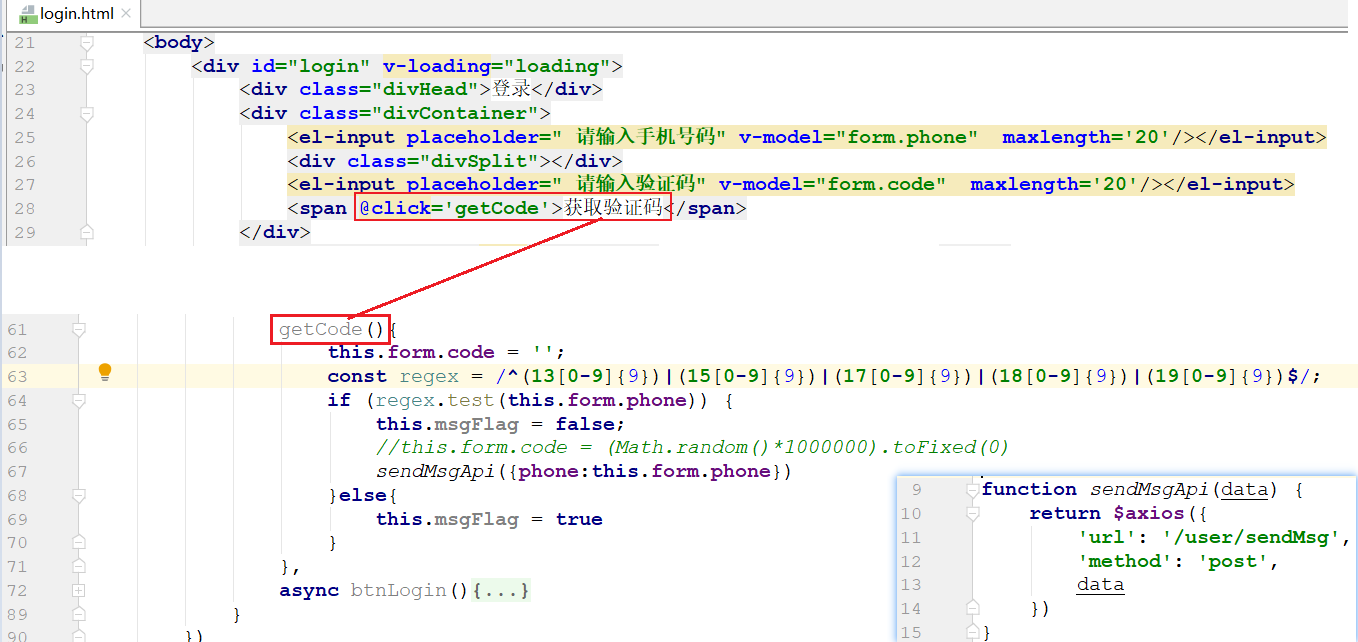 login.html
21 <body>
22 <div id="login" v-loading="loading">
23 <div class="divHead">登录</div>
24 <div class="divContainer">
25 <el-input placeholder=" 请输入手机号码" v-model="form.phone"  maxlength='20'/></el-input>
26 <div class="divSplit"></div>
27 <el-input placeholder=" 请输入验证码" v-model="form.code"  maxlength='20'/></el-input>
28 <span @click='getCode'>获取验证码</span>
29 </div>
61 getCode(){
62 this.form.code = '';
63 const regex = /^(13[0-9]{9})|(15[0-9]{9})|(17[0-9]{9})|(18[0-9]{9})|(19[0-9]{9})$/;
64 if (regex.test(this.form.phone)) {
65 this.msgFlag = false;
66 //this.form.code = (Math.random()*1000000).toFixed(0)
67 sendMsgApi({phone:this.form.phone})
68 }else{
69 this.msgFlag = true
70 }
71 },
72 async btnLogin(){...}
89 }
90 })
9 function sendMsgApi(data) {
10 return $axios({
11 'url': '/user/sendMsg',
12 'method': 'post',
13 data
14 })
15 }